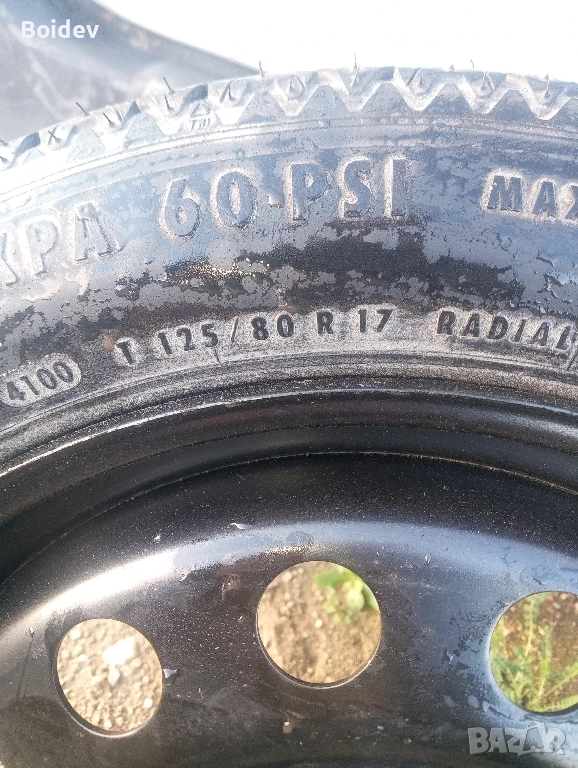 Boidev
KPA 60 PSI MAX
4100 T 125/80 R 17 RADIAL
BAZAR